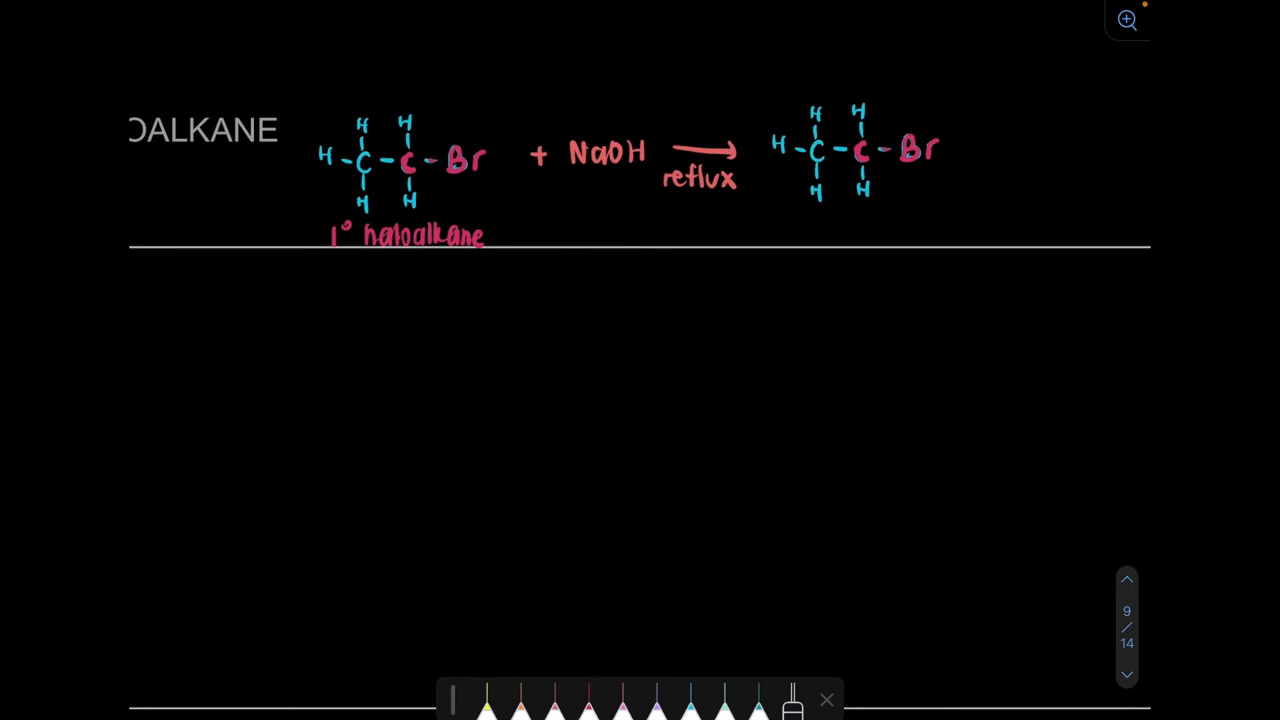 H H H H
OALKANE H-C-C-Br + NaOH reflux H-C-C-Br
H H H H
1° haloalkane
9
/
14